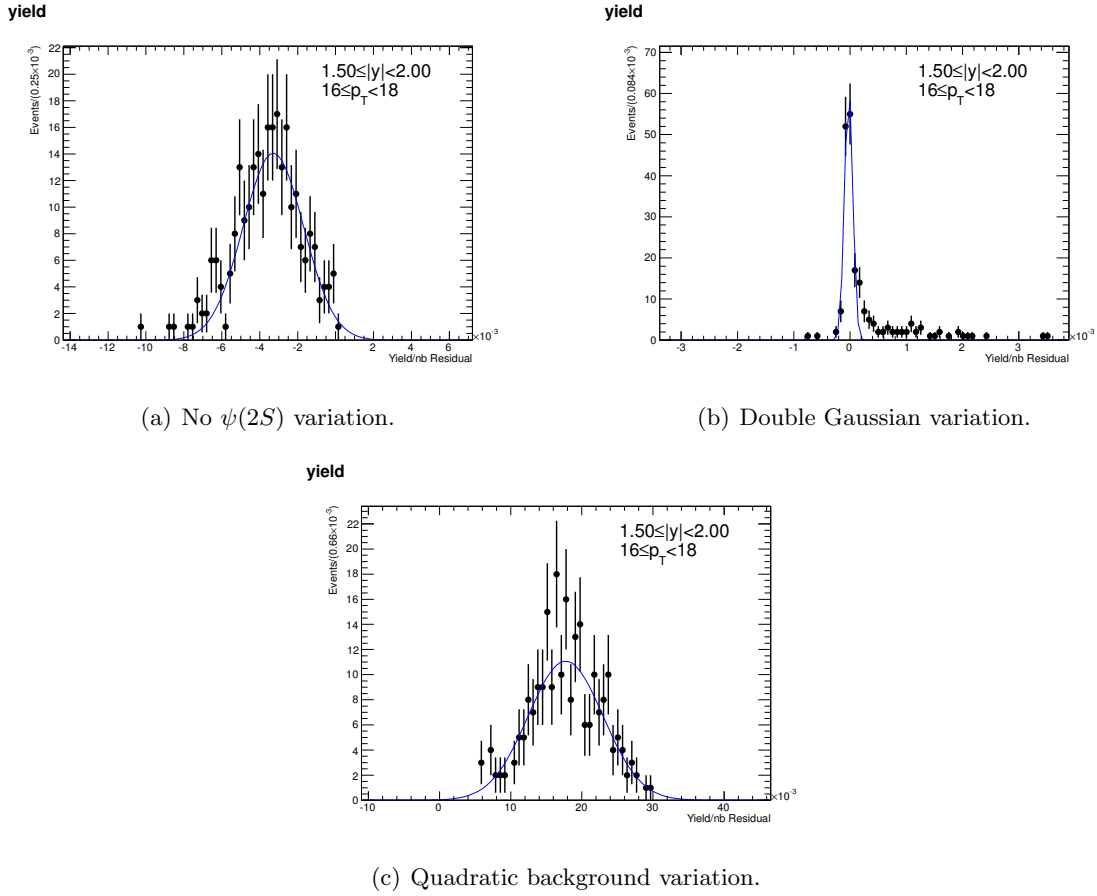 yield
Events/(0.25×10⁻³)
1.50≤|y|<2.00
16≤p_T<18
22
20
18
16
14
12
10
8
6
4
2
0
-14 -12 -10 -8 -6 -4 -2 0 2 4 6
×10⁻³
Yield/nb Residual
(a) No ψ(2S) variation.
yield
Events/(0.084×10⁻³)
1.50≤|y|<2.00
16≤p_T<18
70
60
50
40
30
20
10
0
-3 -2 -1 0 1 2 3
×10⁻³
Yield/nb Residual
(b) Double Gaussian variation.
yield
Events/(0.66×10⁻³)
1.50≤|y|<2.00
16≤p_T<18
22
20
18
16
14
12
10
8
6
4
2
0
-10 0 10 20 30 40
×10⁻³
Yield/nb Residual
(c) Quadratic background variation.